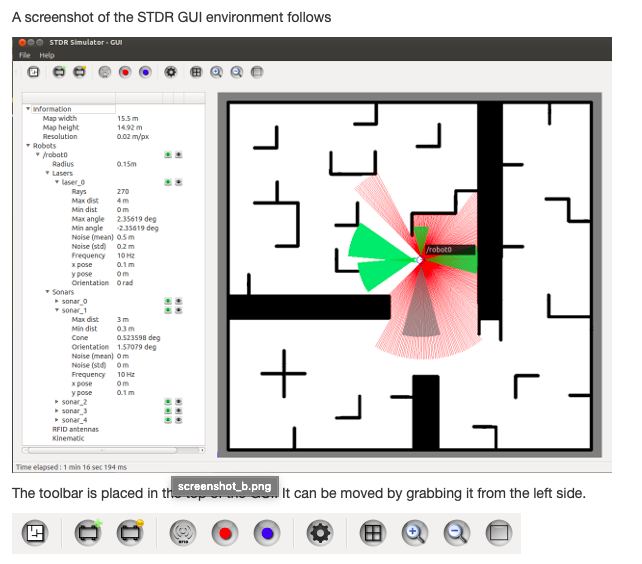 A screenshot of the STDR GUI environment follows
STDR Simulator - GUI
File Help
Information
Map width 15.5 m
Map height 14.92 m
Resolution 0.02 m/px
Robots
/robot0
Radius 0.15m
Lasers
laser_0
Rays 270
Max dist 4 m
Min dist 0 m
Max angle 2.35619 deg
Min angle -2.35619 deg
Noise (mean) 0.5 m
Noise (std) 0.2 m
Frequency 10 Hz
x pose 0.1 m
y pose 0 m
Orientation 0 rad
Sonars
sonar_0
sonar_1
Max dist 3 m
Min dist 0.3 m
Cone 0.523598 deg
Orientation 1.57079 deg
Noise (mean) 0 m
Noise (std) 0 m
Frequency 10 Hz
x pose 0 m
y pose 0.1 m
sonar_2
sonar_3
sonar_4
RFID antennas
Kinematic
/robot0
Time elapsed : 1 min 16 sec 194 ms
screenshot_b.png
The toolbar is placed in the top of the GUI. It can be moved by grabbing it from the left side.
RFID